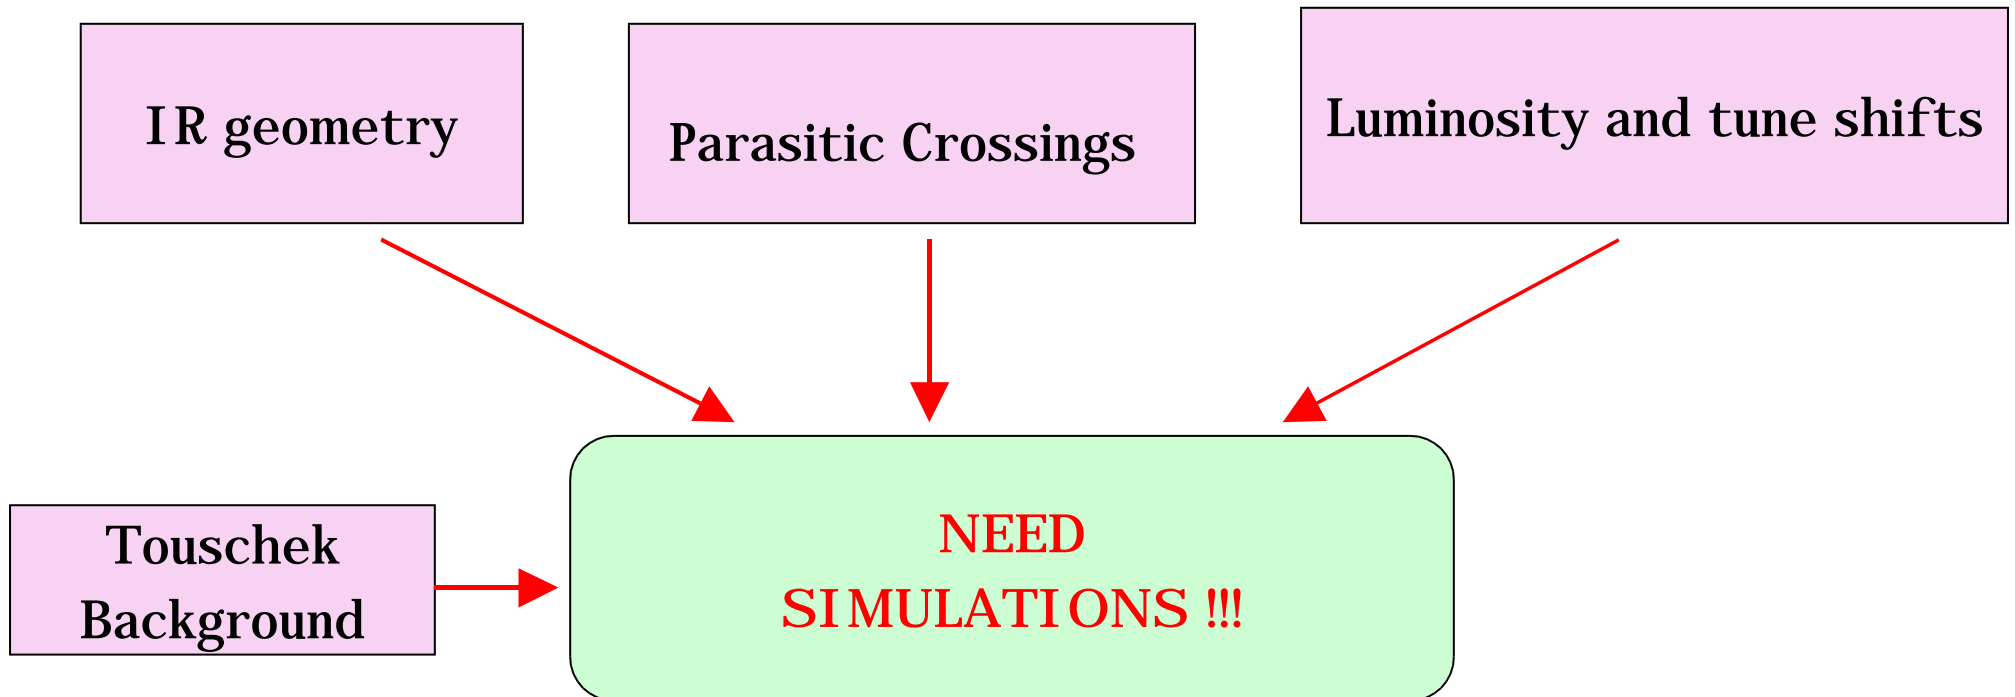 IR geometry
Parasitic Crossings
Luminosity and tune shifts
Touschek
Background
NEED
SIMULATIONS !!!